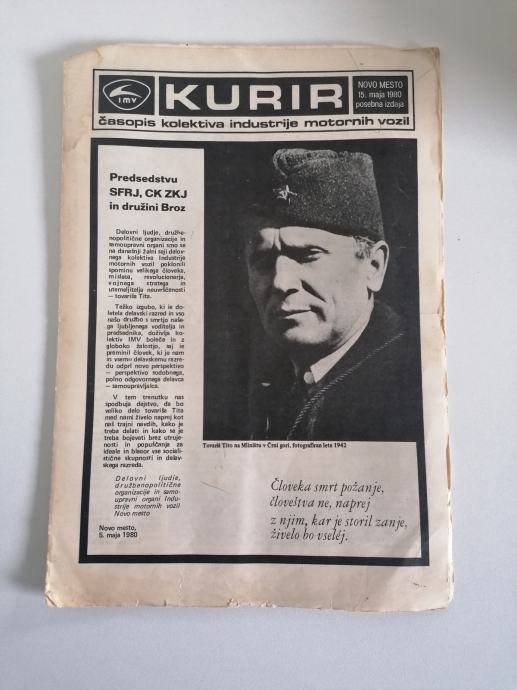 IMV
KURIR
NOVO MESTO
15. maja 1980
posebna izdaja
časopis kolektiva industrije motornih vozil
Predsedstvu
SFRJ, CK ZKJ
in družini Broz
Delovni ljudje, družbe-
nopolitične organizacije in
samoupravni organi smo se
na današnji žalni seji delov-
nega kolektiva Industrije
motornih vozil poklonili
spominu velikega človeka,
misleca, revolucionarja,
vojnega stratega in
utemeljitelja neuvrščenosti
— tovariša Tita.
Težko izgubo, ki je do-
letela delavski razred in vso
našo družbo s smrtjo naše-
ga ljubljenega voditelja in
predsednika, doživlja ko-
lektiv IMV boleče in z
globoko žalostjo, saj je
preminil človek, ki je nam
in vsemu delavskemu razre-
du odprl novo perspektivo
— perspektivo sodobnega,
polno odgovornega delavca
— samoupravljalca.
V tem trenutku nas
spodbuja dejstvo, da bo
veliko delo tovariša Tita
med nami živelo naprej kot
naš trajni navdih, kako je
treba delati in kako se je
treba bojevati brez utruje-
nosti in popuščanja za
ideale in blagor vse sociali-
stične skupnosti in delav-
skega razreda.
Delovni ljudje,
družbenopolitične
organizacije in samo-
upravni organi Indu-
strije motornih vozil
Novo mesto
Novo mesto,
5. maja 1980
Tovariš Tito na Mliništu v Črni gori, fotografiran leta 1942
Človeka smrt požanje,
človeštva ne, naprej
z njim, kar je storil zanje,
živelo bo vselej.